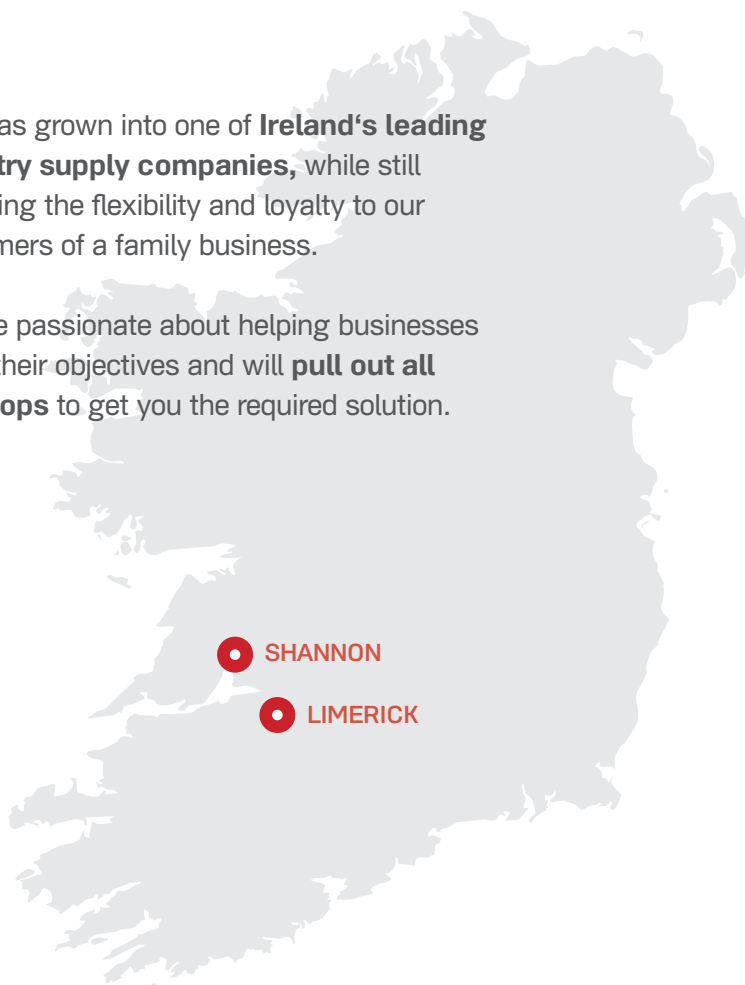 as grown into one of Ireland‘s leading
try supply companies, while still
ing the flexibility and loyalty to our
mers of a family business.
e passionate about helping businesses
their objectives and will pull out all
ops to get you the required solution.
SHANNON
LIMERICK